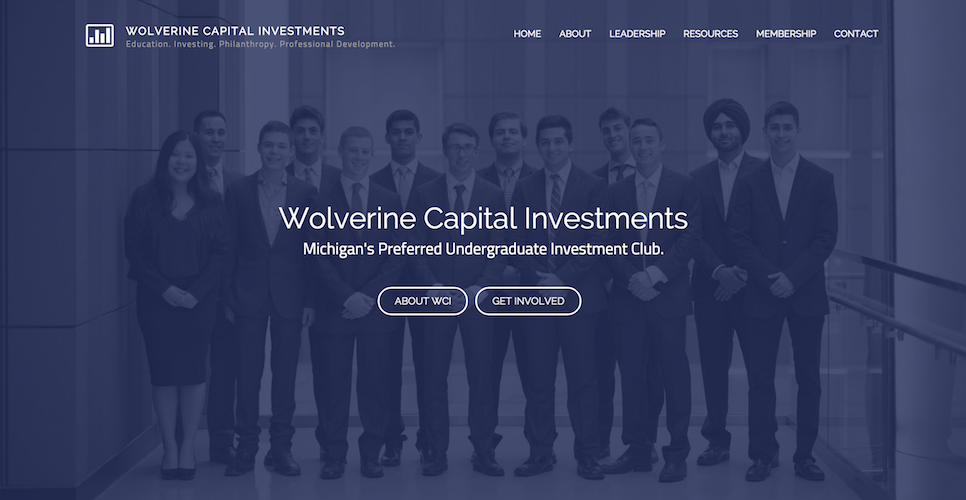 WOLVERINE CAPITAL INVESTMENTS
Education. Investing. Philanthropy. Professional Development.
HOME ABOUT LEADERSHIP RESOURCES MEMBERSHIP CONTACT
Wolverine Capital Investments
Michigan's Preferred Undergraduate Investment Club.
ABOUT WCI GET INVOLVED